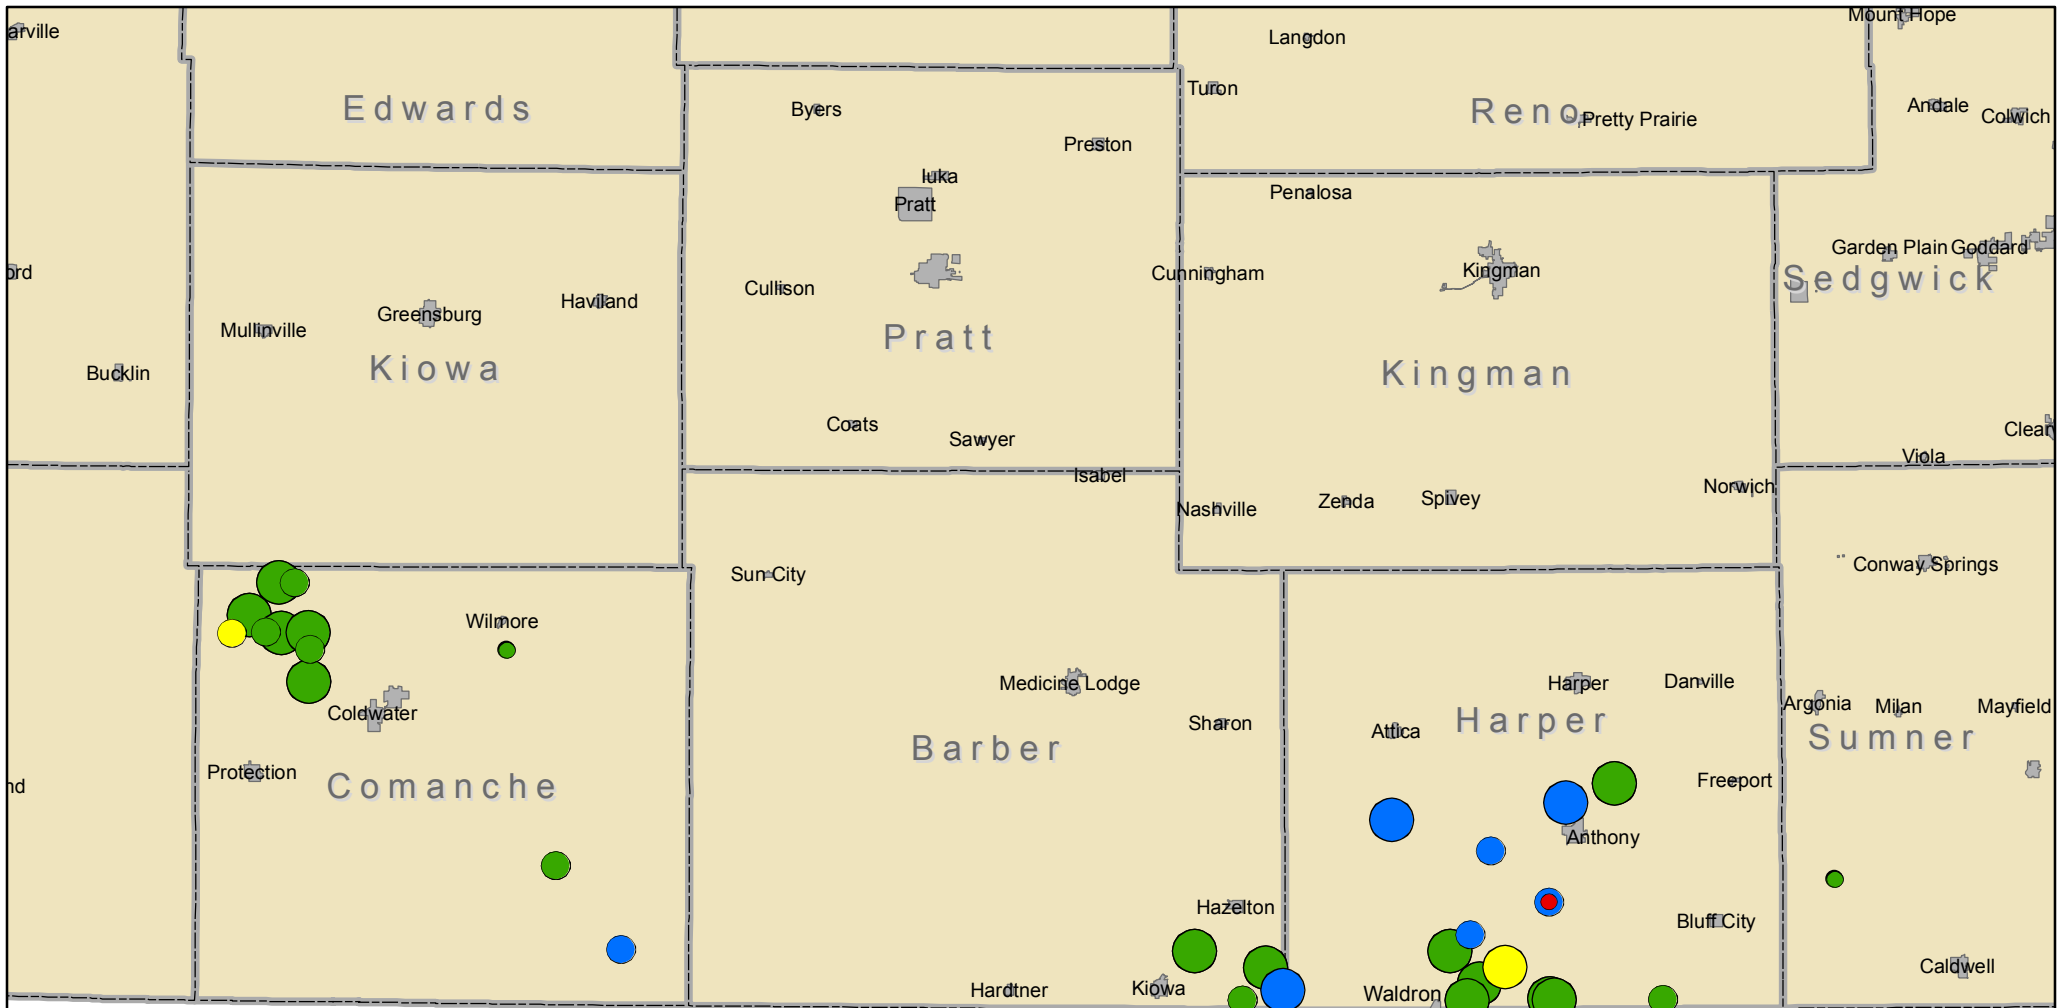 Mount Hope
arville
Langdon
Turon
Edwards
Byers
Reno
Pretty Prairie
Andale
Colwich
Preston
Iuka
Pratt
Penalosa
Garden Plain
Goddard
ord
Cunningham
Kingman
Sedgwick
Cullison
Haviland
Greensburg
Mullinville
Pratt
Kiowa
Bucklin
Kingman
Coats
Sawyer
Clear
Viola
Isabel
Norwich
Nashville
Zenda
Spivey
Sun City
Conway Springs
Wilmore
Medicine Lodge
Harper
Danville
Argonia
Milan
Mayfield
Coldwater
Sharon
Attica
Harper
Sumner
Barber
Protection
Comanche
Freeport
nd
Anthony
Hazelton
Bluff City
Caldwell
Hardtner
Kiowa
Waldron